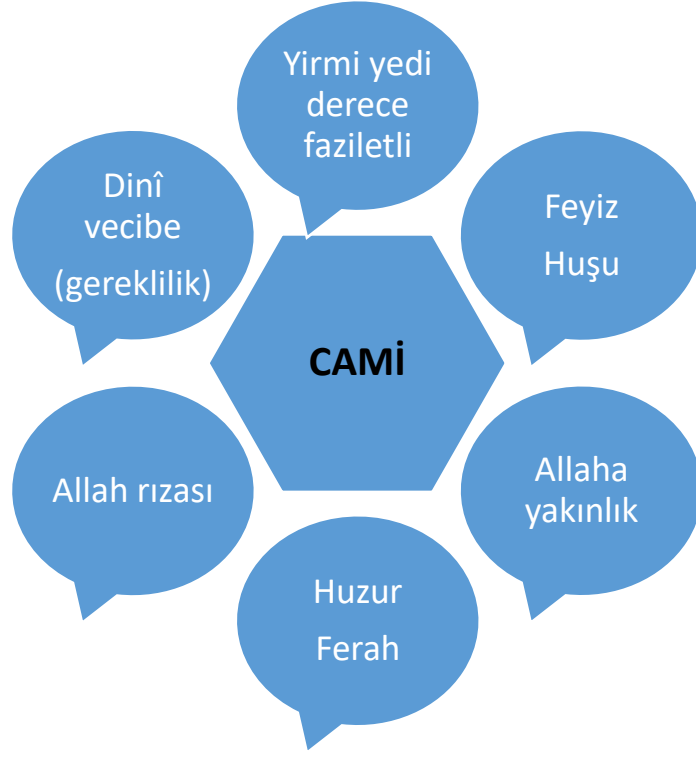 Yirmi yedi
derece
faziletli
Dinî
vecibe
(gereklilik)
Feyiz
Huşu
CAMİ
Allah rızası
Allaha
yakınlık
Huzur
Ferah